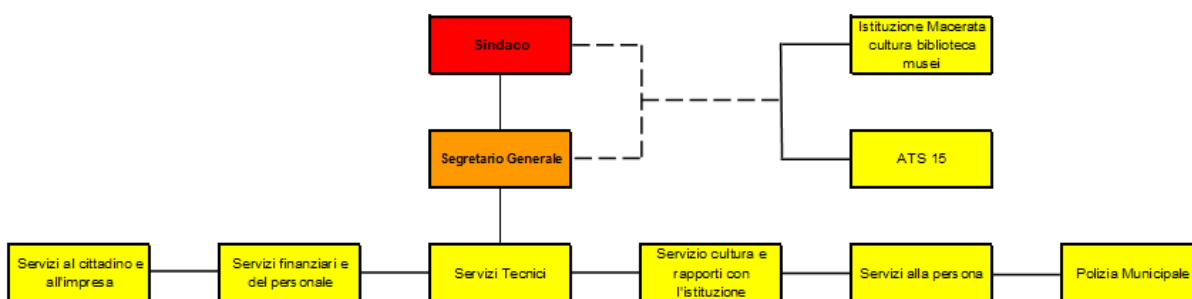 Sindaco
Istituzione Macerata
cultura biblioteca
musei
Segretario Generale
ATS 15
Servizi al cittadino e
all'impresa
Servizi finanziari e
del personale
Servizi Tecnici
Servizio cultura e
rapporti con
l'istituzione
Servizi alla persona
Polizia Municipale